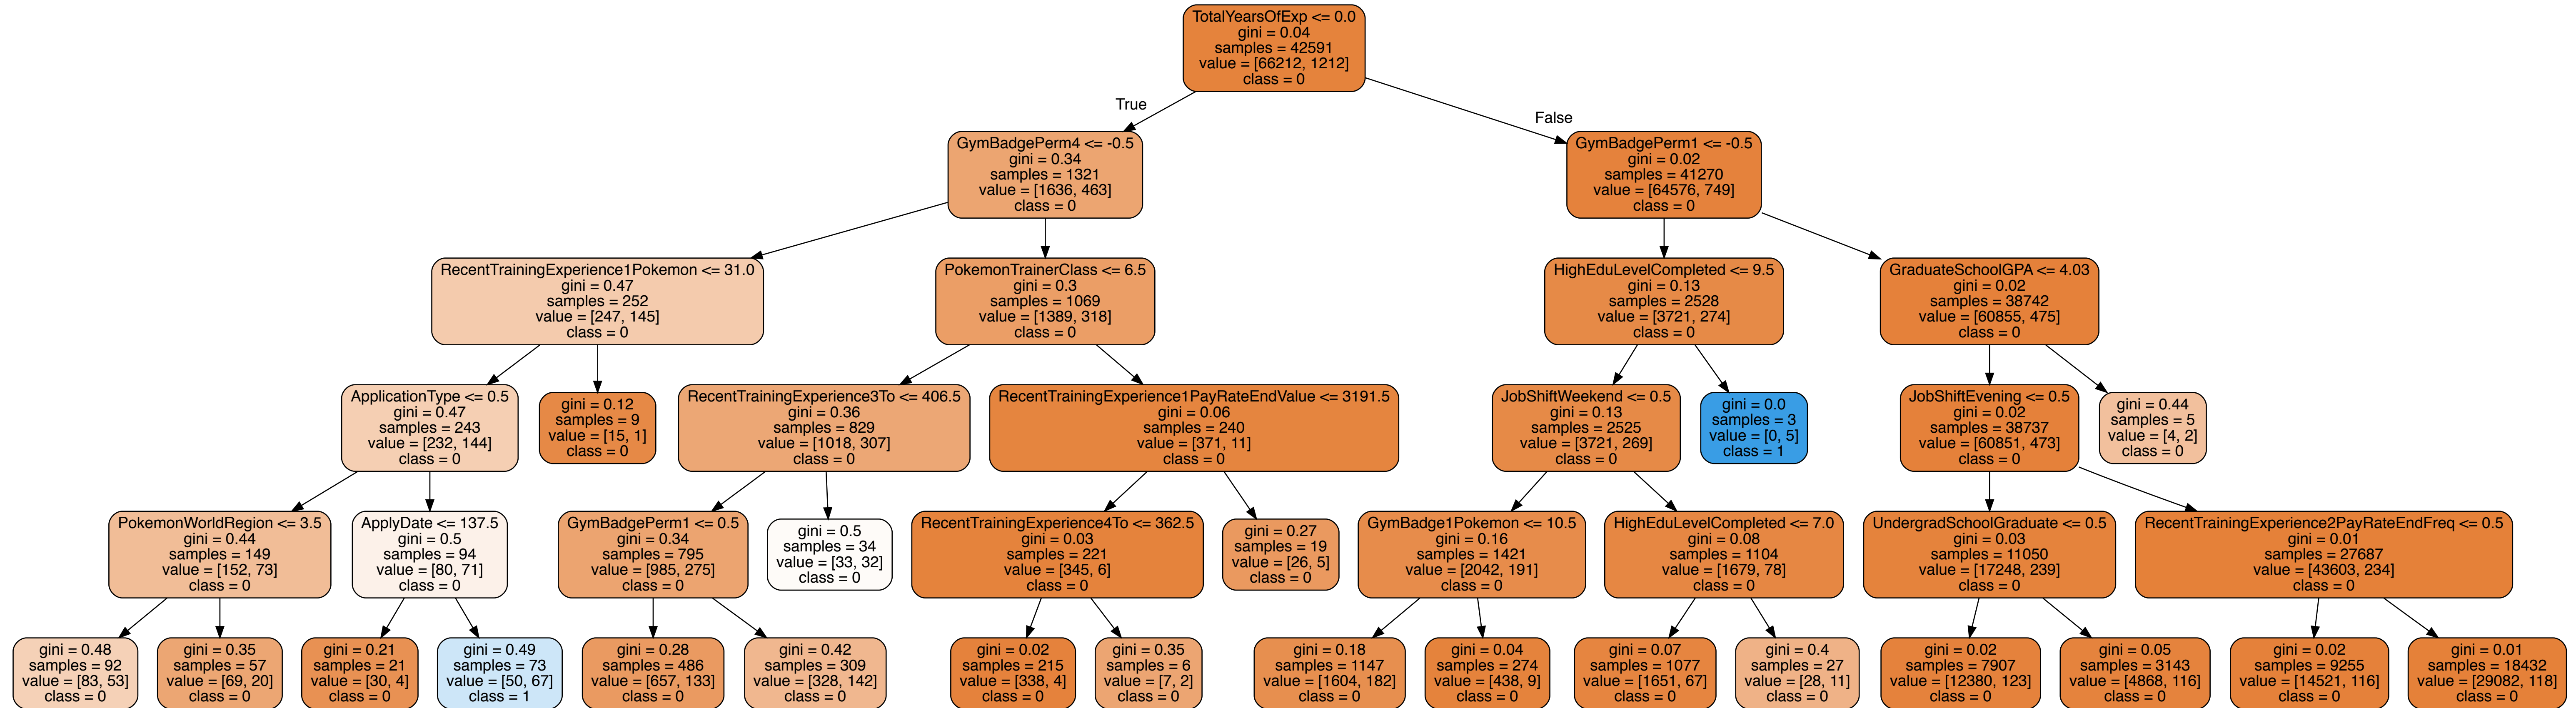 TotalYearsOfExp <= 0.0
gini = 0.04
samples = 42591
value = [66212, 1212]
class = 0
True
False
GymBadgePerm4 <= -0.5
gini = 0.34
samples = 1321
value = [1636, 463]
class = 0
GymBadgePerm1 <= -0.5
gini = 0.02
samples = 41270
value = [64576, 749]
class = 0
RecentTrainingExperience1Pokemon <= 31.0
gini = 0.47
samples = 252
value = [247, 145]
class = 0
PokemonTrainerClass <= 6.5
gini = 0.3
samples = 1069
value = [1389, 318]
class = 0
HighEduLevelCompleted <= 9.5
gini = 0.13
samples = 2528
value = [3721, 274]
class = 0
GraduateSchoolGPA <= 4.03
gini = 0.02
samples = 38742
value = [60855, 475]
class = 0
ApplicationType <= 0.5
gini = 0.47
samples = 243
value = [232, 144]
class = 0
gini = 0.12
samples = 9
value = [15, 1]
class = 0
RecentTrainingExperience3To <= 406.5
gini = 0.36
samples = 829
value = [1018, 307]
class = 0
RecentTrainingExperience1PayRateEndValue <= 3191.5
gini = 0.06
samples = 240
value = [371, 11]
class = 0
JobShiftWeekend <= 0.5
gini = 0.13
samples = 2525
value = [3721, 269]
class = 0
gini = 0.0
samples = 3
value = [0, 5]
class = 1
JobShiftEvening <= 0.5
gini = 0.02
samples = 38737
value = [60851, 473]
class = 0
gini = 0.44
samples = 5
value = [4, 2]
class = 0
PokemonWorldRegion <= 3.5
gini = 0.44
samples = 149
value = [152, 73]
class = 0
ApplyDate <= 137.5
gini = 0.5
samples = 94
value = [80, 71]
class = 0
GymBadgePerm1 <= 0.5
gini = 0.34
samples = 795
value = [985, 275]
class = 0
gini = 0.5
samples = 34
value = [33, 32]
class = 0
RecentTrainingExperience4To <= 362.5
gini = 0.03
samples = 221
value = [345, 6]
class = 0
gini = 0.27
samples = 19
value = [26, 5]
class = 0
GymBadge1Pokemon <= 10.5
gini = 0.16
samples = 1421
value = [2042, 191]
class = 0
HighEduLevelCompleted <= 7.0
gini = 0.08
samples = 1104
value = [1679, 78]
class = 0
UndergradSchoolGraduate <= 0.5
gini = 0.03
samples = 11050
value = [17248, 239]
class = 0
RecentTrainingExperience2PayRateEndFreq <= 0.5
gini = 0.01
samples = 27687
value = [43603, 234]
class = 0
gini = 0.48
samples = 92
value = [83, 53]
class = 0
gini = 0.35
samples = 57
value = [69, 20]
class = 0
gini = 0.21
samples = 21
value = [30, 4]
class = 0
gini = 0.49
samples = 73
value = [50, 67]
class = 1
gini = 0.28
samples = 486
value = [657, 133]
class = 0
gini = 0.42
samples = 309
value = [328, 142]
class = 0
gini = 0.02
samples = 215
value = [338, 4]
class = 0
gini = 0.35
samples = 6
value = [7, 2]
class = 0
gini = 0.18
samples = 1147
value = [1604, 182]
class = 0
gini = 0.04
samples = 274
value = [438, 9]
class = 0
gini = 0.07
samples = 1077
value = [1651, 67]
class = 0
gini = 0.4
samples = 27
value = [28, 11]
class = 0
gini = 0.02
samples = 7907
value = [12380, 123]
class = 0
gini = 0.05
samples = 3143
value = [4868, 116]
class = 0
gini = 0.02
samples = 9255
value = [14521, 116]
class = 0
gini = 0.01
samples = 18432
value = [29082, 118]
class = 0